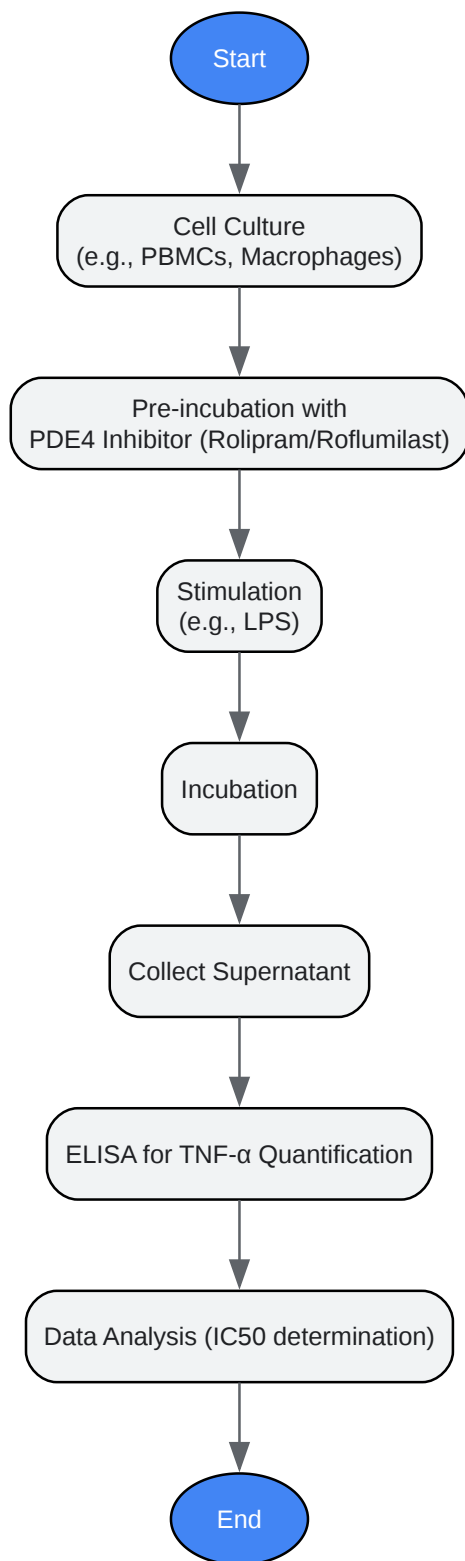 Start
Cell Culture
(e.g., PBMCs, Macrophages)
Pre-incubation with
PDE4 Inhibitor (Rolipram/Roflumilast)
Stimulation
(e.g., LPS)
Incubation
Collect Supernatant
ELISA for TNF-α Quantification
Data Analysis (IC50 determination)
End